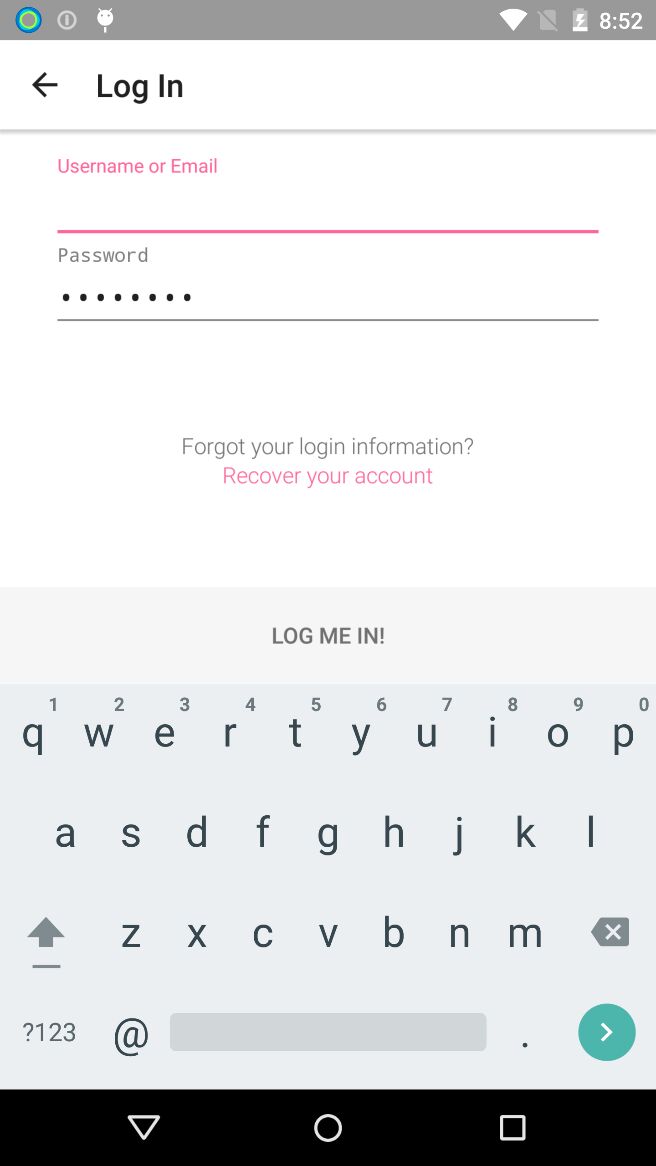 8:52
Log In
Username or Email
Password
••••••••
Forgot your login information?
Recover your account
LOG ME IN!
1 2 3 4 5 6 7 8 9 0
q w e r t y u i o p
a s d f g h j k l
z x c v b n m
?123 @ .